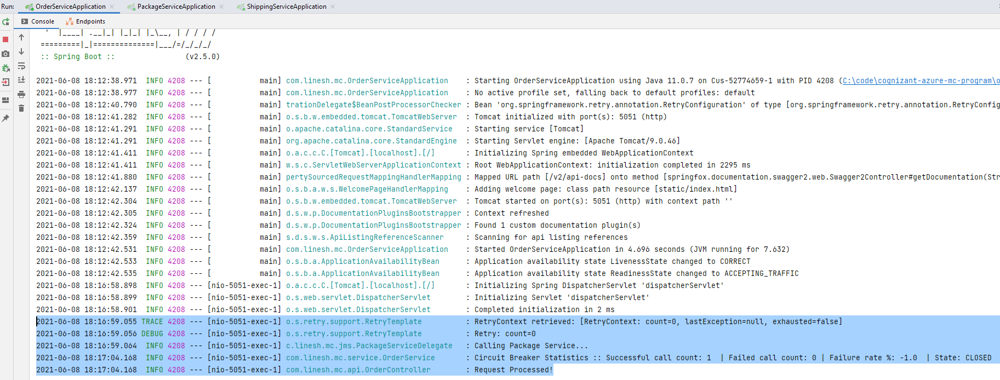 Run: OrderServiceApplication × PackageServiceApplication × ShippingServiceApplication ×
Console Endpoints
'  |____| .__|_| |_|_| |_\__, | / / / /
=========|_|==============|___/=/_/_/_/
:: Spring Boot ::                (v2.5.0)
2021-06-08 18:12:38.971  INFO 4208 --- [           main] com.linesh.mc.OrderServiceApplication    : Starting OrderServiceApplication using Java 11.0.7 on Cus-52774659-1 with PID 4208 (C:\code\cognizant-azure-mc-program\o
2021-06-08 18:12:38.977  INFO 4208 --- [           main] com.linesh.mc.OrderServiceApplication    : No active profile set, falling back to default profiles: default
2021-06-08 18:12:40.790  INFO 4208 --- [           main] trationDelegate$BeanPostProcessorChecker : Bean 'org.springframework.retry.annotation.RetryConfiguration' of type [org.springframework.retry.annotation.RetryConfig
2021-06-08 18:12:41.282  INFO 4208 --- [           main] o.s.b.w.embedded.tomcat.TomcatWebServer  : Tomcat initialized with port(s): 5051 (http)
2021-06-08 18:12:41.291  INFO 4208 --- [           main] o.apache.catalina.core.StandardService   : Starting service [Tomcat]
2021-06-08 18:12:41.291  INFO 4208 --- [           main] org.apache.catalina.core.StandardEngine  : Starting Servlet engine: [Apache Tomcat/9.0.46]
2021-06-08 18:12:41.411  INFO 4208 --- [           main] o.a.c.c.C.[Tomcat].[localhost].[/]       : Initializing Spring embedded WebApplicationContext
2021-06-08 18:12:41.411  INFO 4208 --- [           main] w.s.c.ServletWebServerApplicationContext : Root WebApplicationContext: initialization completed in 2295 ms
2021-06-08 18:12:41.880  INFO 4208 --- [           main] pertySourcedRequestMappingHandlerMapping : Mapped URL path [/v2/api-docs] onto method [springfox.documentation.swagger2.web.Swagger2Controller#getDocumentation(Str
2021-06-08 18:12:42.137  INFO 4208 --- [           main] o.s.b.a.w.s.WelcomePageHandlerMapping    : Adding welcome page: class path resource [static/index.html]
2021-06-08 18:12:42.304  INFO 4208 --- [           main] o.s.b.w.embedded.tomcat.TomcatWebServer  : Tomcat started on port(s): 5051 (http) with context path ''
2021-06-08 18:12:42.305  INFO 4208 --- [           main] d.s.w.p.DocumentationPluginsBootstrapper : Context refreshed
2021-06-08 18:12:42.324  INFO 4208 --- [           main] d.s.w.p.DocumentationPluginsBootstrapper : Found 1 custom documentation plugin(s)
2021-06-08 18:12:42.359  INFO 4208 --- [           main] s.d.s.w.s.ApiListingReferenceScanner     : Scanning for api listing references
2021-06-08 18:12:42.531  INFO 4208 --- [           main] com.linesh.mc.OrderServiceApplication    : Started OrderServiceApplication in 4.696 seconds (JVM running for 7.632)
2021-06-08 18:12:42.533  INFO 4208 --- [           main] o.s.b.a.ApplicationAvailabilityBean      : Application availability state LivenessState changed to CORRECT
2021-06-08 18:12:42.535  INFO 4208 --- [           main] o.s.b.a.ApplicationAvailabilityBean      : Application availability state ReadinessState changed to ACCEPTING_TRAFFIC
2021-06-08 18:16:58.898  INFO 4208 --- [nio-5051-exec-1] o.a.c.c.C.[Tomcat].[localhost].[/]       : Initializing Spring DispatcherServlet 'dispatcherServlet'
2021-06-08 18:16:58.899  INFO 4208 --- [nio-5051-exec-1] o.s.web.servlet.DispatcherServlet        : Initializing Servlet 'dispatcherServlet'
2021-06-08 18:16:58.901  INFO 4208 --- [nio-5051-exec-1] o.s.web.servlet.DispatcherServlet        : Completed initialization in 2 ms
2021-06-08 18:16:59.055 TRACE 4208 --- [nio-5051-exec-1] o.s.retry.support.RetryTemplate          : RetryContext retrieved: [RetryContext: count=0, lastException=null, exhausted=false]
2021-06-08 18:16:59.056 DEBUG 4208 --- [nio-5051-exec-1] o.s.retry.support.RetryTemplate          : Retry: count=0
2021-06-08 18:16:59.064  INFO 4208 --- [nio-5051-exec-1] c.linesh.mc.jms.PackageServiceDelegate   : Calling Package Service...
2021-06-08 18:17:04.168  INFO 4208 --- [nio-5051-exec-1] com.linesh.mc.service.OrderService       : Circuit Breaker Statistics :: Successful call count: 1  | Failed call count: 0 | Failure rate %: -1.0  | State: CLOSED
2021-06-08 18:17:04.168  INFO 4208 --- [nio-5051-exec-1] com.linesh.mc.api.OrderController        : Request Processed!